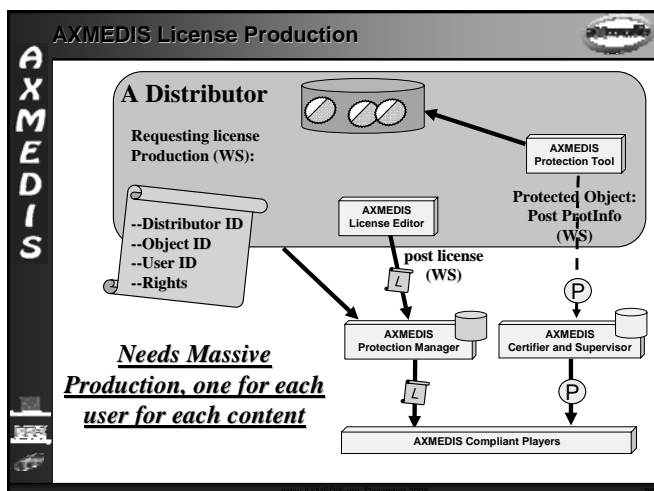 AXMEDIS License Production
AXMEDIS
A Distributor
Requesting license
Production (WS):
--Distributor ID
--Object ID
--User ID
--Rights
AXMEDIS
Protection Tool
Protected Object:
Post ProtInfo
(WS)
AXMEDIS
License Editor
post license
(WS)
L
P
AXMEDIS
Protection Manager
AXMEDIS
Certifier and Supervisor
Needs Massive
Production, one for each
user for each content
L
P
AXMEDIS Compliant Players